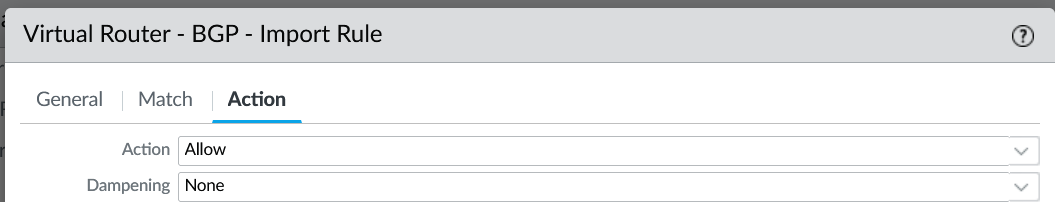 Virtual Router - BGP - Import Rule
?
General Match Action
Action Allow
Dampening None